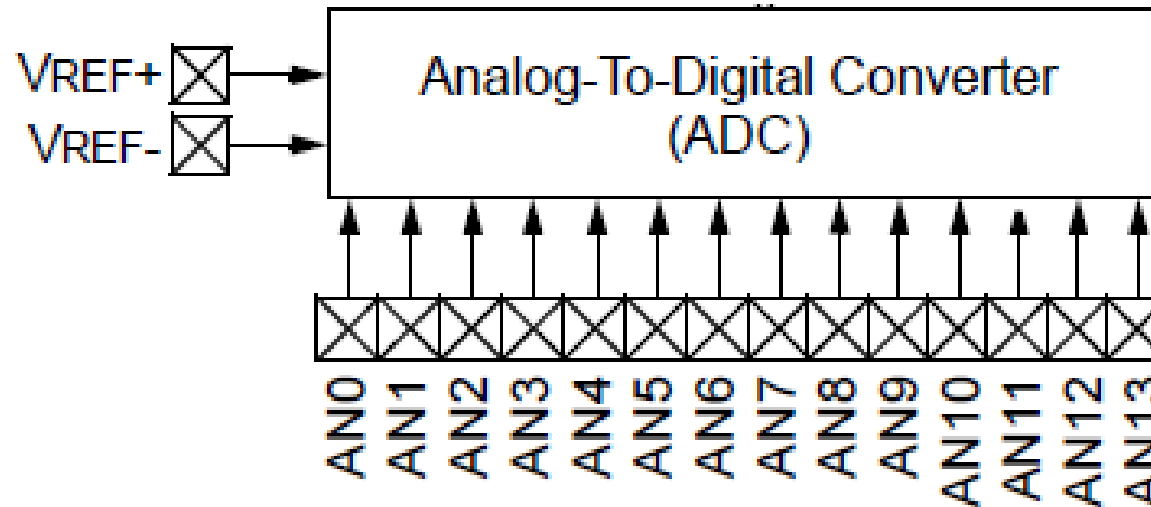 VREF+
VREF-
Analog-To-Digital Converter
(ADC)
AN0
AN1
AN2
AN3
AN4
AN5
AN6
AN7
AN8
AN9
AN10
AN11
AN12
AN13